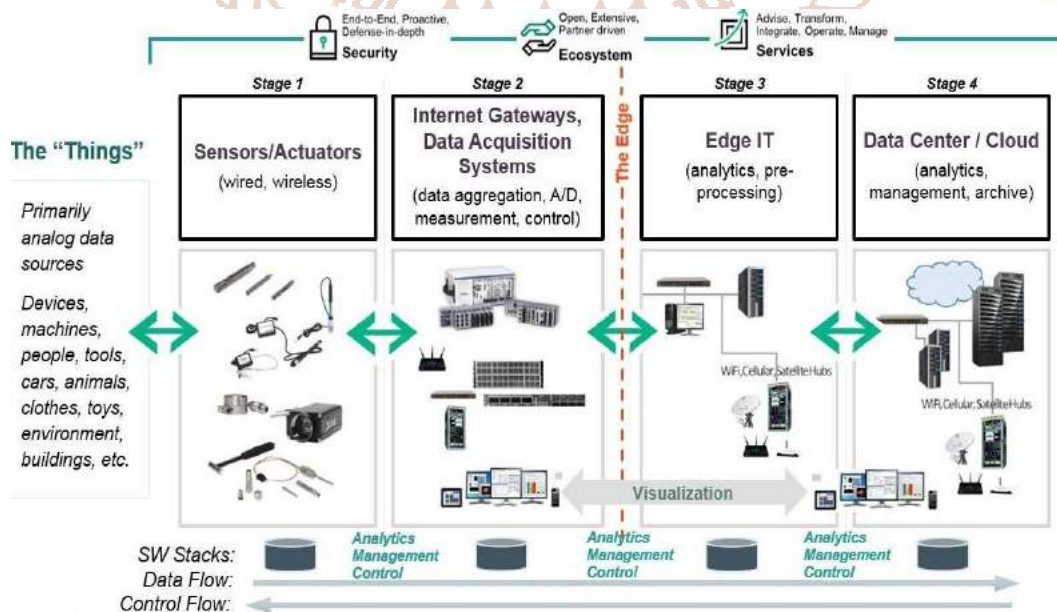 End-to-End, Proactive,
Defense-in-depth
Security
Open, Extensive,
Partner driven
Ecosystem
Advise, Transform,
Integrate, Operate, Manage
Services
The "Things"
Primarily
analog data
sources
Devices,
machines,
people, tools,
cars, animals,
clothes, toys,
environment,
buildings, etc.
Stage 1
Sensors/Actuators
(wired, wireless)
Stage 2
Internet Gateways,
Data Acquisition
Systems
(data aggregation, A/D,
measurement, control)
The Edge
Stage 3
Edge IT
(analytics, pre-
processing)
WiFi,Cellular,SatelliteHubs
Stage 4
Data Center / Cloud
(analytics,
management, archive)
WiFi,Cellular,SatelliteHubs
Visualization
SW Stacks:
Analytics
Management
Control
Analytics
Management
Control
Analytics
Management
Control
Data Flow:
Control Flow: